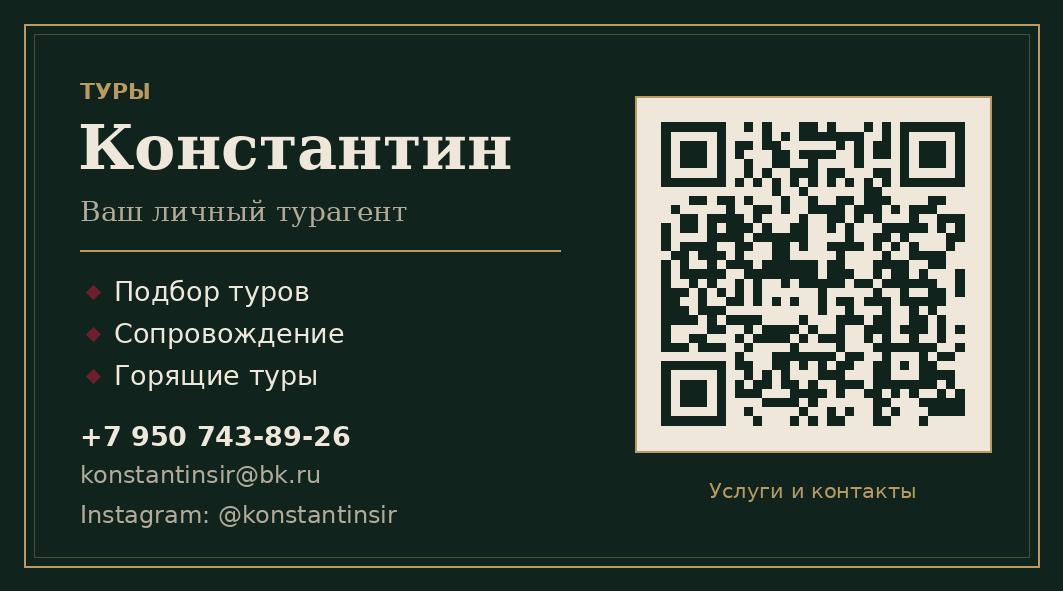 ТУРЫ
Константин
Ваш личный турагент
Подбор туров
Сопровождение
Горящие туры
+7 950 743-89-26
konstantinsir@bk.ru
Instagram: @konstantinsir
Услуги и контакты